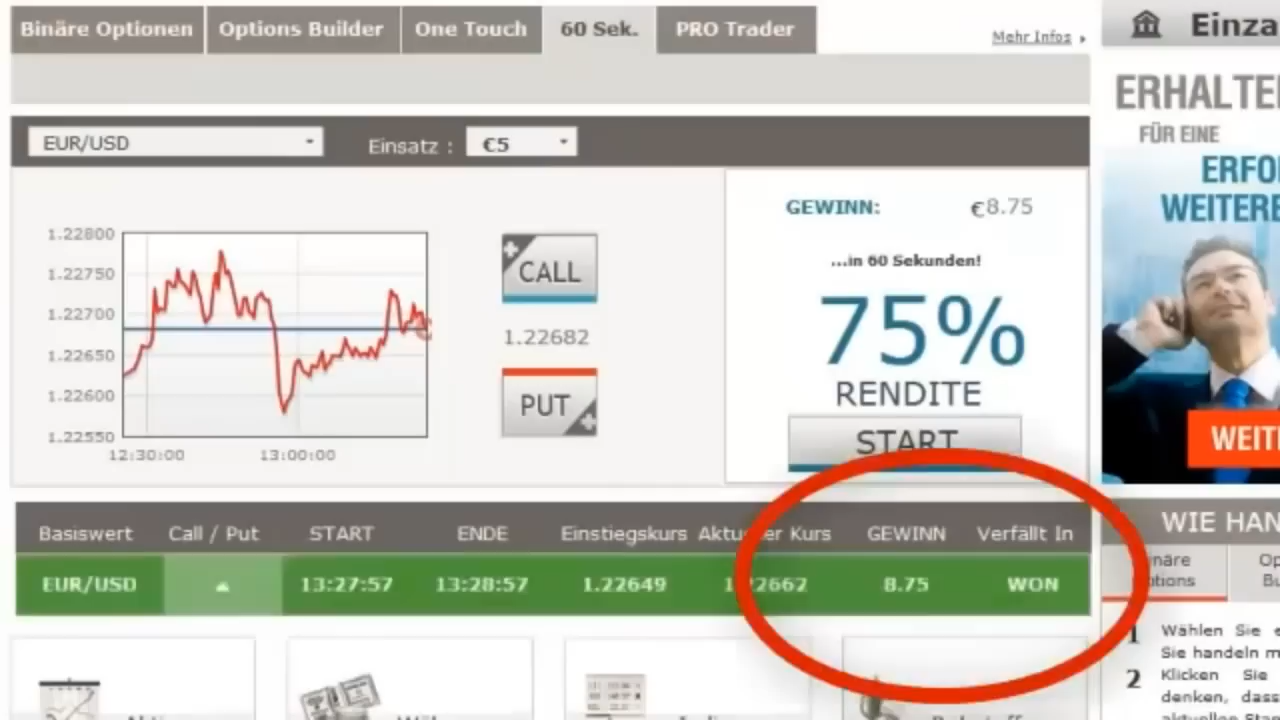 Binäre Optionen
Options Builder
One Touch
60 Sek.
PRO Trader
Mehr Infos
Einza
EUR/USD
Einsatz :
€5
ERHALTEN
FÜR EINE
ERFO
WEITERE
WEITE
GEWINN:
€8.75
...in 60 Sekunden!
75%
RENDITE
START
1.22800
1.22750
1.22700
1.22650
1.22600
1.22550
12:30:00
13:00:00
CALL
1.22682
PUT
Basiswert
Call / Put
START
ENDE
Einstiegskurs
Kurs
GEWINN
Verfällt In
EUR/USD
13:27:57
13:28:57
1.22649
1.22662
8.75
WON
WIE HAN
Op
Bu
1
Wählen Sie e
Sie handeln m
2
Klicken Sie
denken, dass